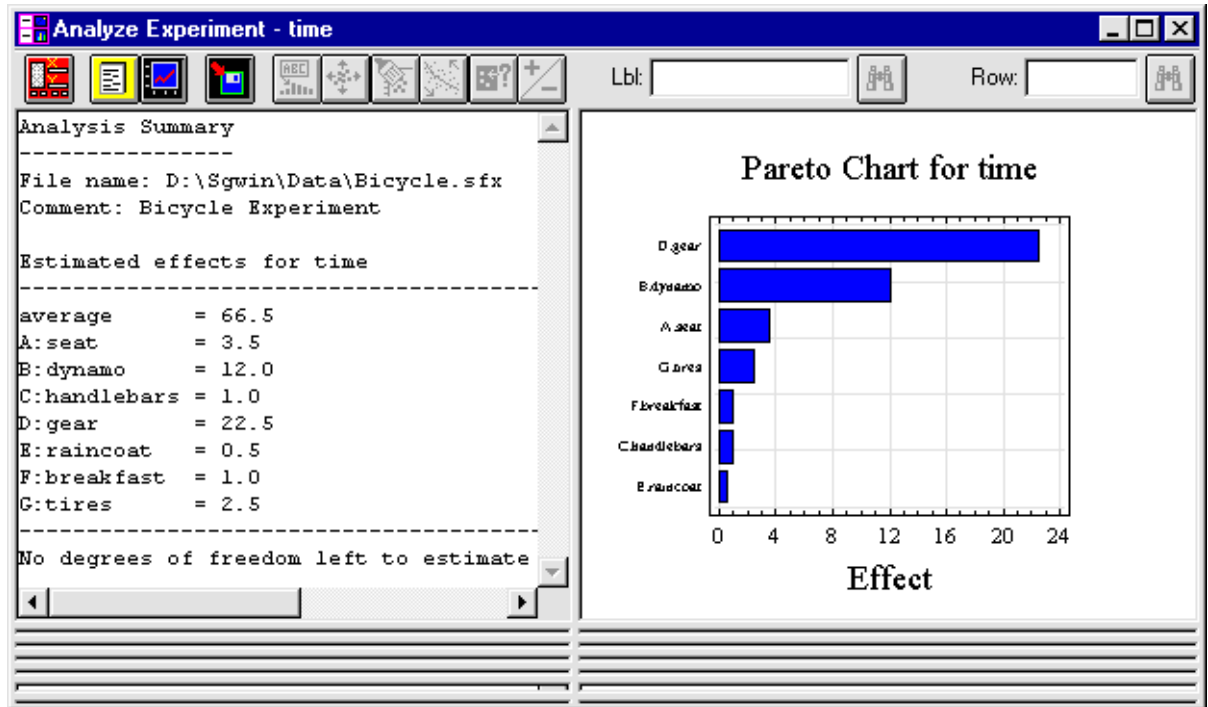 Analyze Experiment - time
ABC
Lbl:
Row:
Analysis Summary
----------------
File name: D:\Sgwin\Data\Bicycle.sfx
Comment: Bicycle Experiment
Estimated effects for time
---------------------------------------
average = 66.5
A:seat = 3.5
B:dynamo = 12.0
C:handlebars = 1.0
D:gear = 22.5
E:raincoat = 0.5
F:breakfast = 1.0
G:tires = 2.5
---------------------------------------
No degrees of freedom left to estimate
Pareto Chart for time
D.gear
B.dynamo
A.seat
G.tires
F.breakfast
C.handlebars
E.raincoat
0 4 8 12 16 20 24
Effect